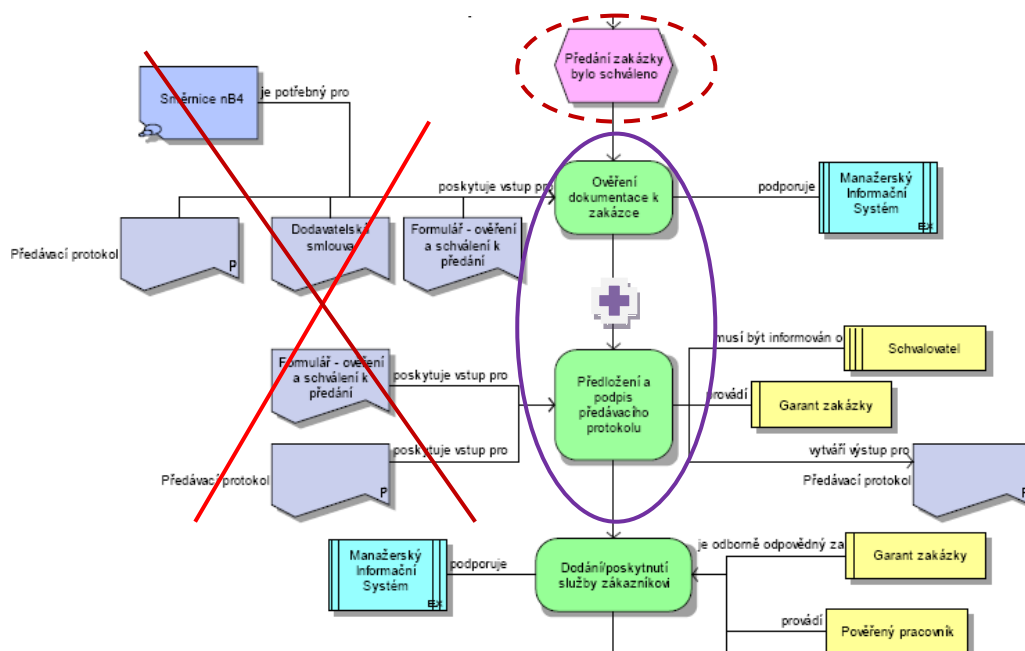 Předání zakázky
bylo schváleno
Směrnice nB4
je potřebný pro
poskytuje vstup pro
Ověření
dokumentace k
zakázce
podporuje
Manažerský
Informační
Systém
EX
Předávací protokol
P
Dodavatelská
smlouva
Formulář - ověření
a schválení k
předání
musí být informován o
Schvalovatel
Formulář - ověření
a schválení k
předání
poskytuje vstup pro
Předložení a
podpis
předávacího
protokolu
provádí
Garant zakázky
poskytuje vstup pro
Předávací protokol
P
vytváří výstup pro
Předávací protokol
Manažerský
Informační
Systém
EX
podporuje
Dodání/poskytnutí
služby zákazníkovi
je odborně odpovědný za
Garant zakázky
provádí
Pověřený pracovník